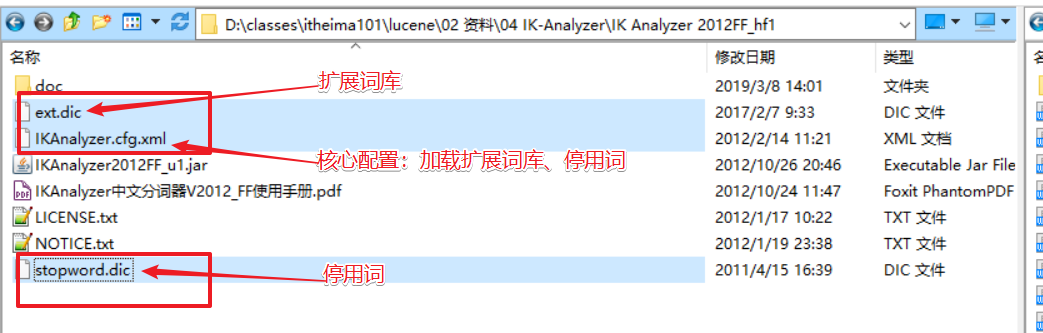 D:\classes\itheima101\lucene\02 资料\04 IK-Analyzer\IK Analyzer 2012FF_hf1
名称 修改日期 类型
doc 2019/3/8 14:01 文件夹
扩展词库
ext.dic 2017/2/7 9:33 DIC 文件
IKAnalyzer.cfg.xml 2012/2/14 11:21 XML 文档
核心配置：加载扩展词库、停用词
IKAnalyzer2012FF_u1.jar 2012/10/26 20:46 Executable Jar File
IKAnalyzer中文分词器V2012_FF使用手册.pdf 2012/10/24 11:47 Foxit PhantomPDF
LICENSE.txt 2012/1/17 10:22 TXT 文件
NOTICE.txt 2012/1/19 23:38 TXT 文件
stopword.dic 2011/4/15 16:39 DIC 文件
停用词